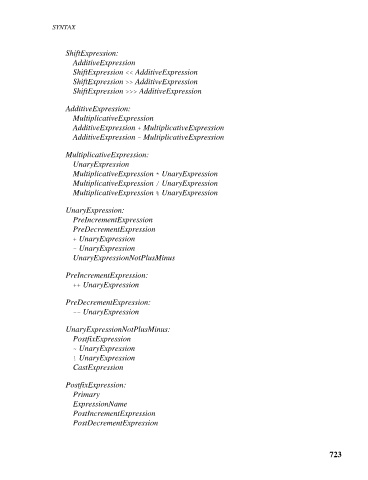 SYNTAX
ShiftExpression:
AdditiveExpression
ShiftExpression << AdditiveExpression
ShiftExpression >> AdditiveExpression
ShiftExpression >>> AdditiveExpression
AdditiveExpression:
MultiplicativeExpression
AdditiveExpression + MultiplicativeExpression
AdditiveExpression - MultiplicativeExpression
MultiplicativeExpression:
UnaryExpression
MultiplicativeExpression * UnaryExpression
MultiplicativeExpression / UnaryExpression
MultiplicativeExpression % UnaryExpression
UnaryExpression:
PreIncrementExpression
PreDecrementExpression
+ UnaryExpression
- UnaryExpression
UnaryExpressionNotPlusMinus
PreIncrementExpression:
++ UnaryExpression
PreDecrementExpression:
-- UnaryExpression
UnaryExpressionNotPlusMinus:
PostfixExpression
~ UnaryExpression
! UnaryExpression
CastExpression
PostfixExpression:
Primary
ExpressionName
PostIncrementExpression
PostDecrementExpression
723